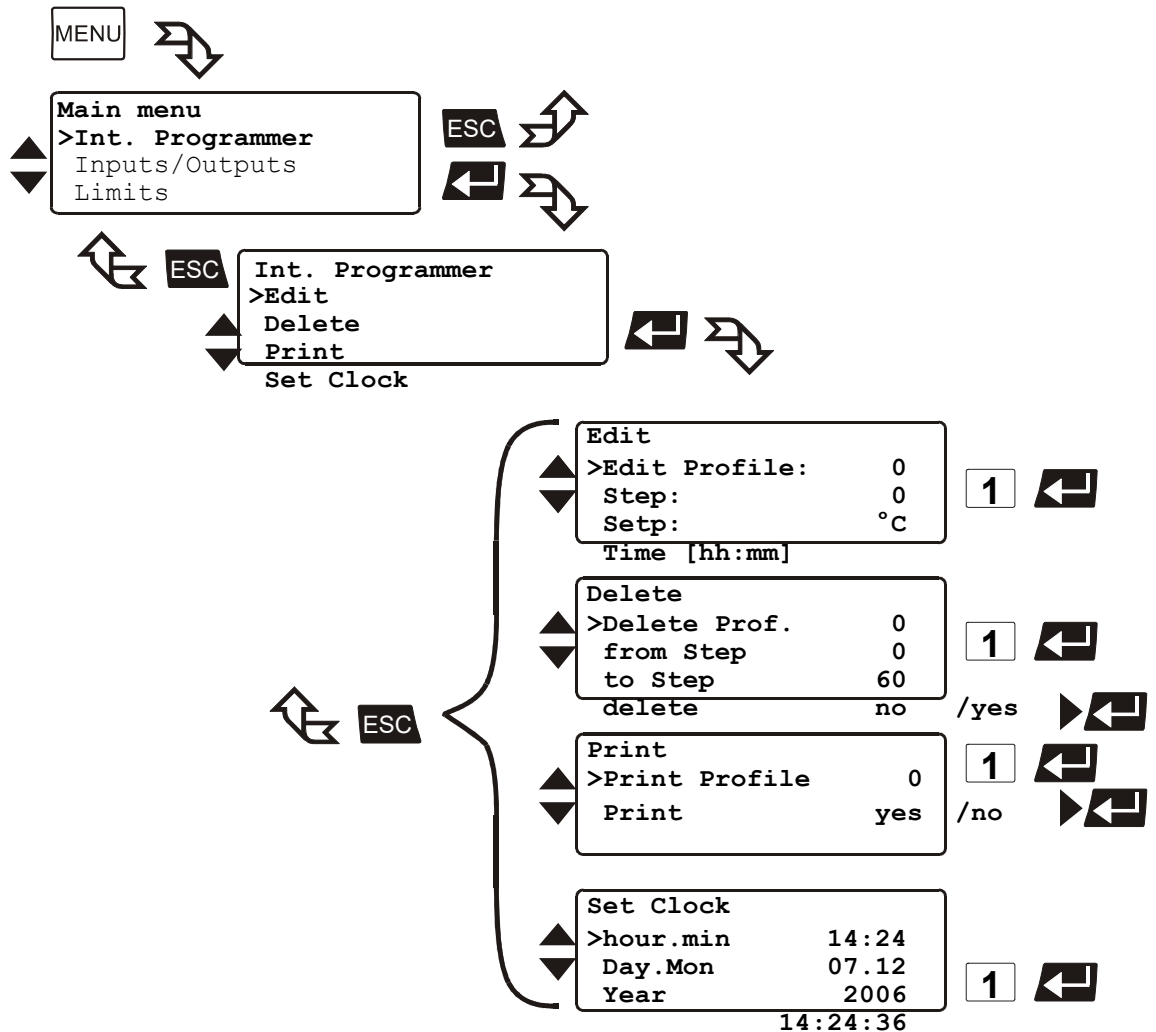 MENU
Main menu
>Int. Programmer
Inputs/Outputs
Limits
ESC
ESC
Int. Programmer
>Edit
Delete
Print
Set Clock
Edit
>Edit Profile: 0
Step: 0
Setp: °C
Time [hh:mm]
1
Delete
>Delete Prof. 0
from Step 0
to Step 60
delete no /yes
1
ESC
Print
>Print Profile 0
Print yes /no
1
Set Clock
>hour.min 14:24
Day.Mon 07.12
Year 2006
14:24:36
1